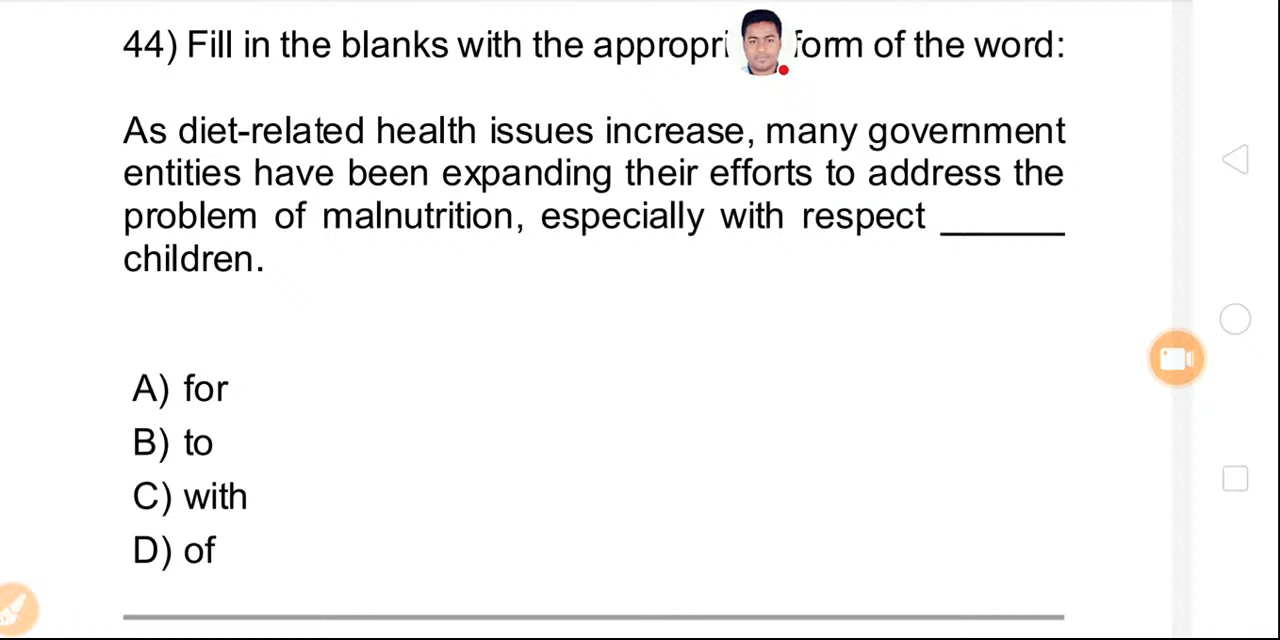 44) Fill in the blanks with the form of the word:
As diet-related health issues increase, many government
entities have been expanding their efforts to address the
problem of malnutrition, especially with respect _______
children.
A) for
B) to
C) with
D) of